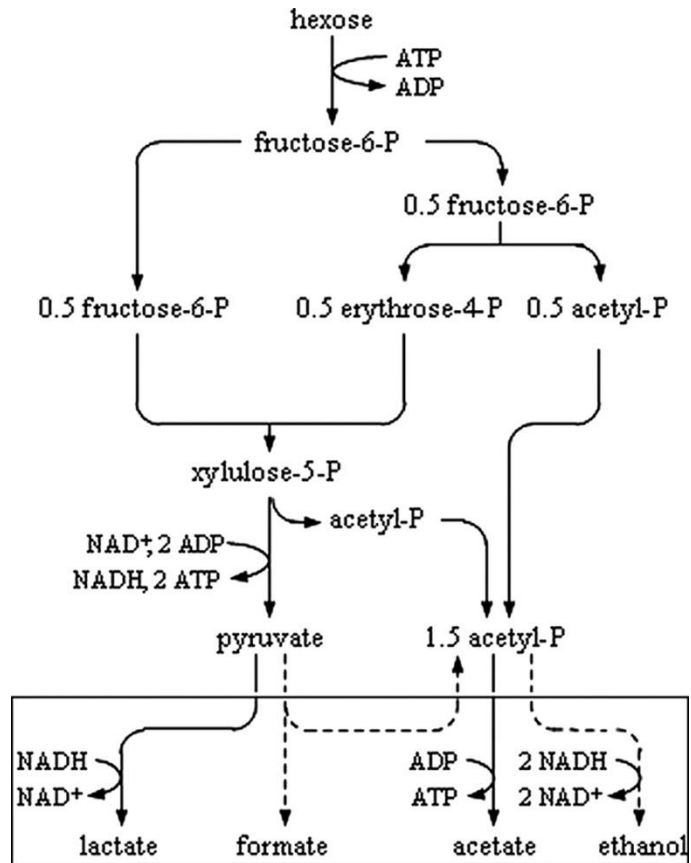 hexose
ATP
ADP
fructose-6-P
0.5 fructose-6-P
0.5 fructose-6-P
0.5 erythrose-4-P
0.5 acetyl-P
xylulose-5-P
acetyl-P
NAD⁺, 2 ADP
NADH, 2 ATP
pyruvate
1.5 acetyl-P
NADH
NAD⁺
ADP
ATP
2 NADH
2 NAD⁺
lactate
formate
acetate
ethanol